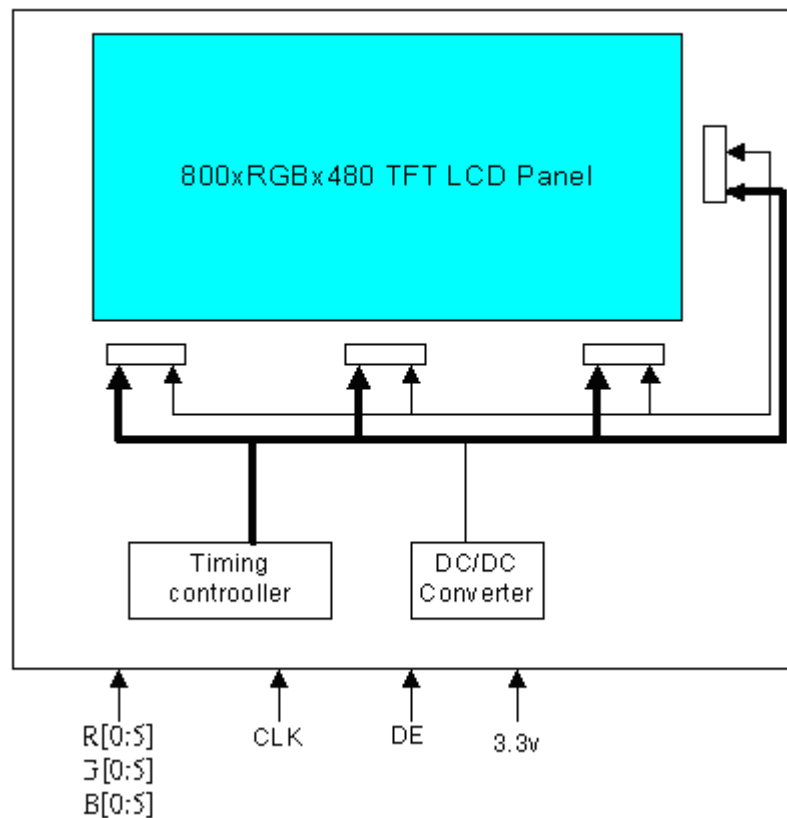 800xRGBx480 TFT LCD Panel
Timing
controoller
DC/DC
Converter
R[0:5]
CLK
DE
3.3v
G[0:5]
B[0:5]